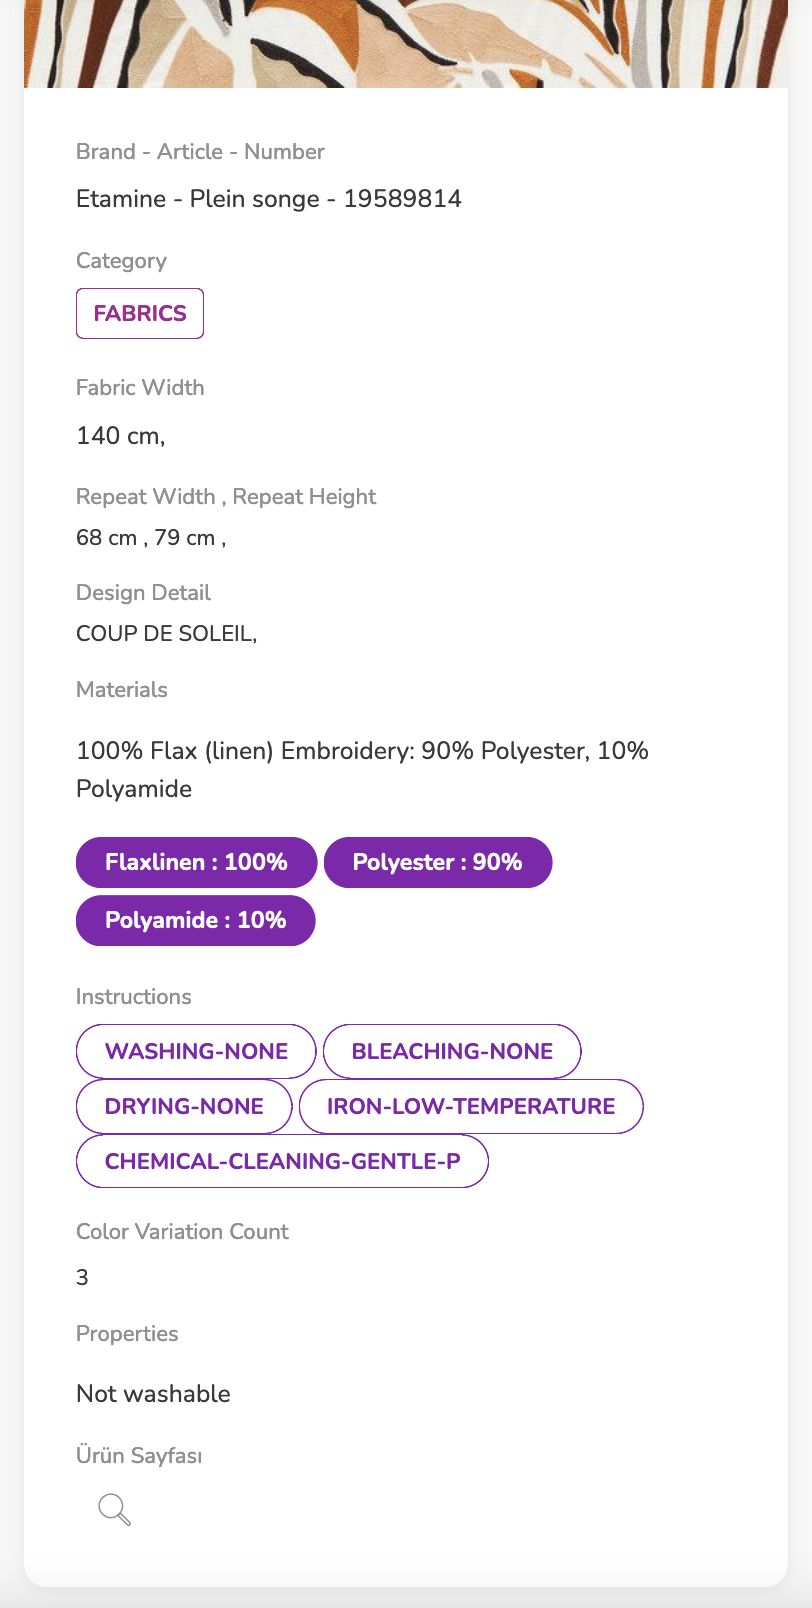 Brand - Article - Number
Etamine - Plein songe - 19589814
Category
FABRICS
Fabric Width
140 cm,
Repeat Width , Repeat Height
68 cm , 79 cm ,
Design Detail
COUP DE SOLEIL,
Materials
100% Flax (linen) Embroidery: 90% Polyester, 10%
Polyamide
Flaxlinen : 100% Polyester : 90%
Polyamide : 10%
Instructions
WASHING-NONE BLEACHING-NONE
DRYING-NONE IRON-LOW-TEMPERATURE
CHEMICAL-CLEANING-GENTLE-P
Color Variation Count
3
Properties
Not washable
Ürün Sayfası